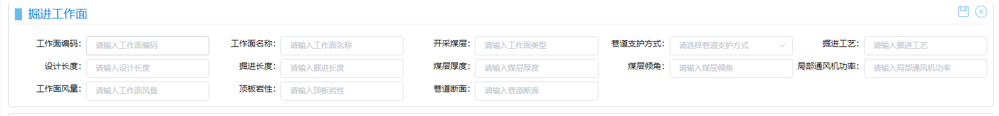 掘进工作面
工作面编码： 请输入工作面编码 工作面名称： 请输入工作面名称 开采煤层： 请输入工作面类型 巷道支护方式： 请选择巷道支护方式 掘进工艺： 请输入掘进工艺
设计长度： 请输入设计长度 掘进长度： 请输入掘进长度 煤层厚度： 请输入煤层厚度 煤层倾角： 请输入煤层倾角 局部通风机功率： 请输入局部通风机功率
工作面风量： 请输入工作面风量 顶板岩性： 请输入顶板岩性 巷道断面： 请输入巷道断面